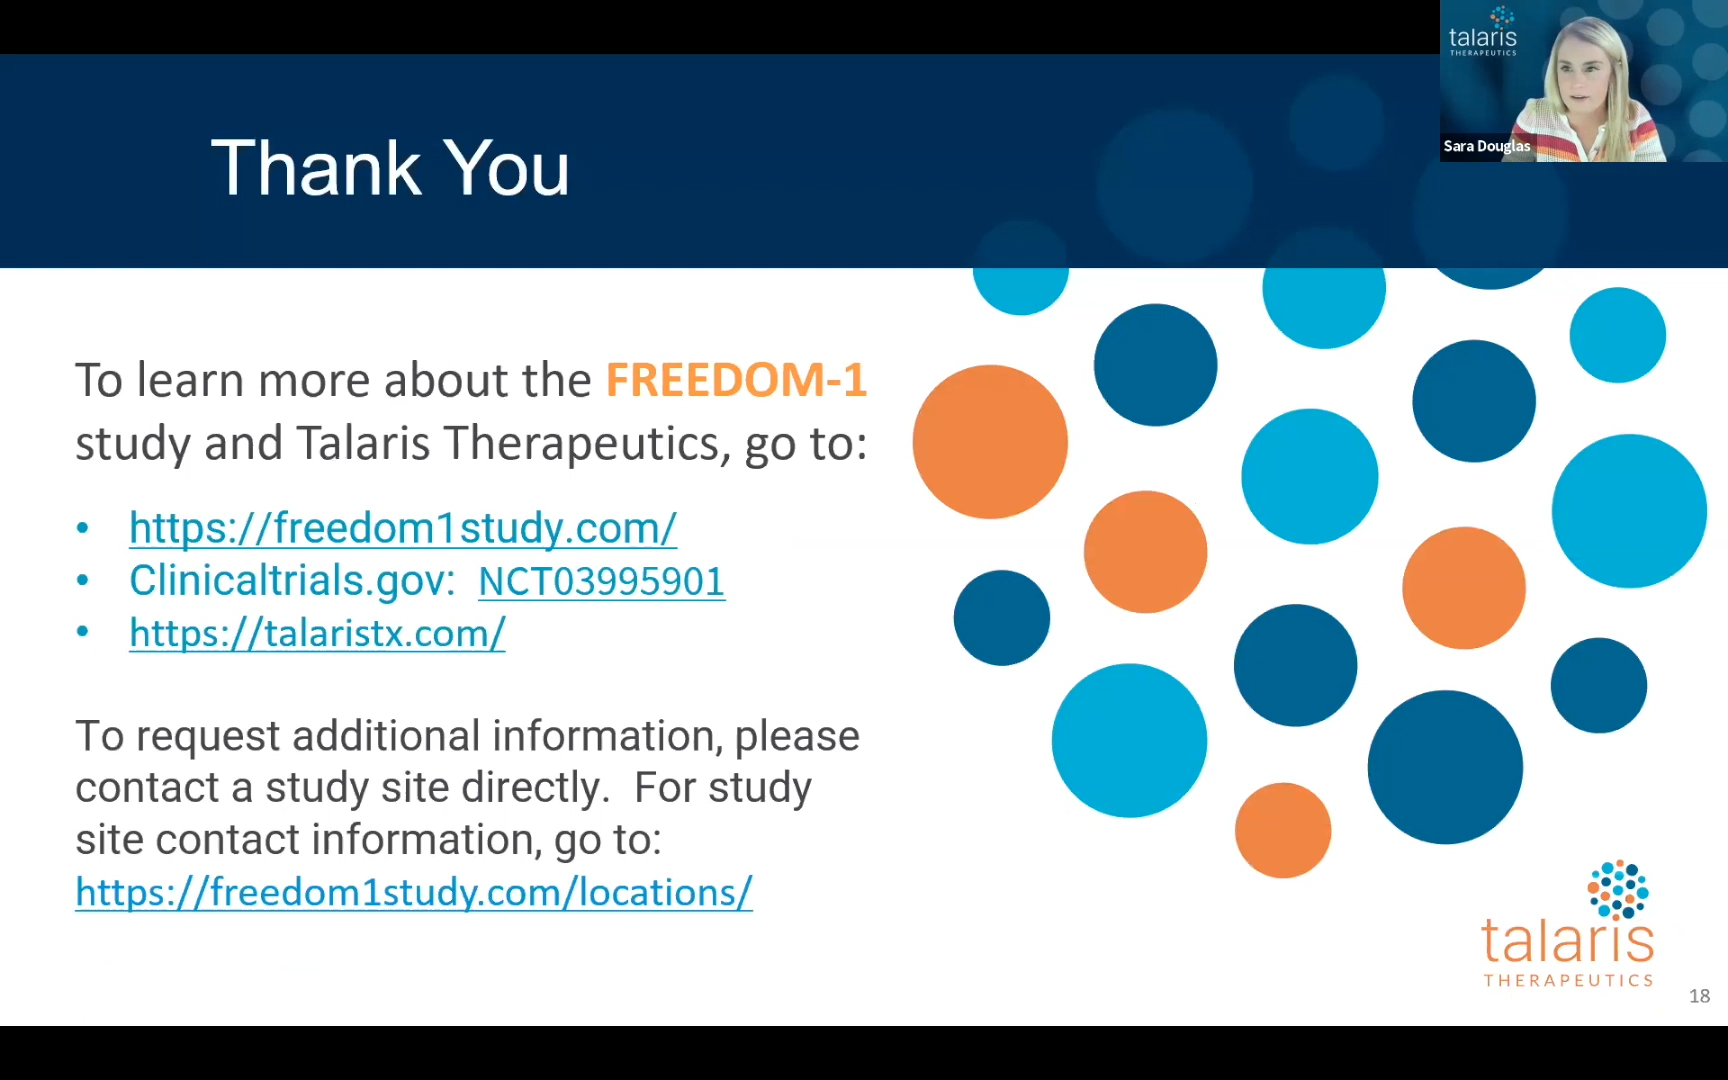 talaris
THERAPEUTICS
Sara Douglas
Thank You
To learn more about the FREEDOM-1
study and Talaris Therapeutics, go to:
• https://freedom1study.com/
• Clinicaltrials.gov: NCT03995901
• https://talaristx.com/
To request additional information, please
contact a study site directly. For study
site contact information, go to:
https://freedom1study.com/locations/
talaris
THERAPEUTICS
18